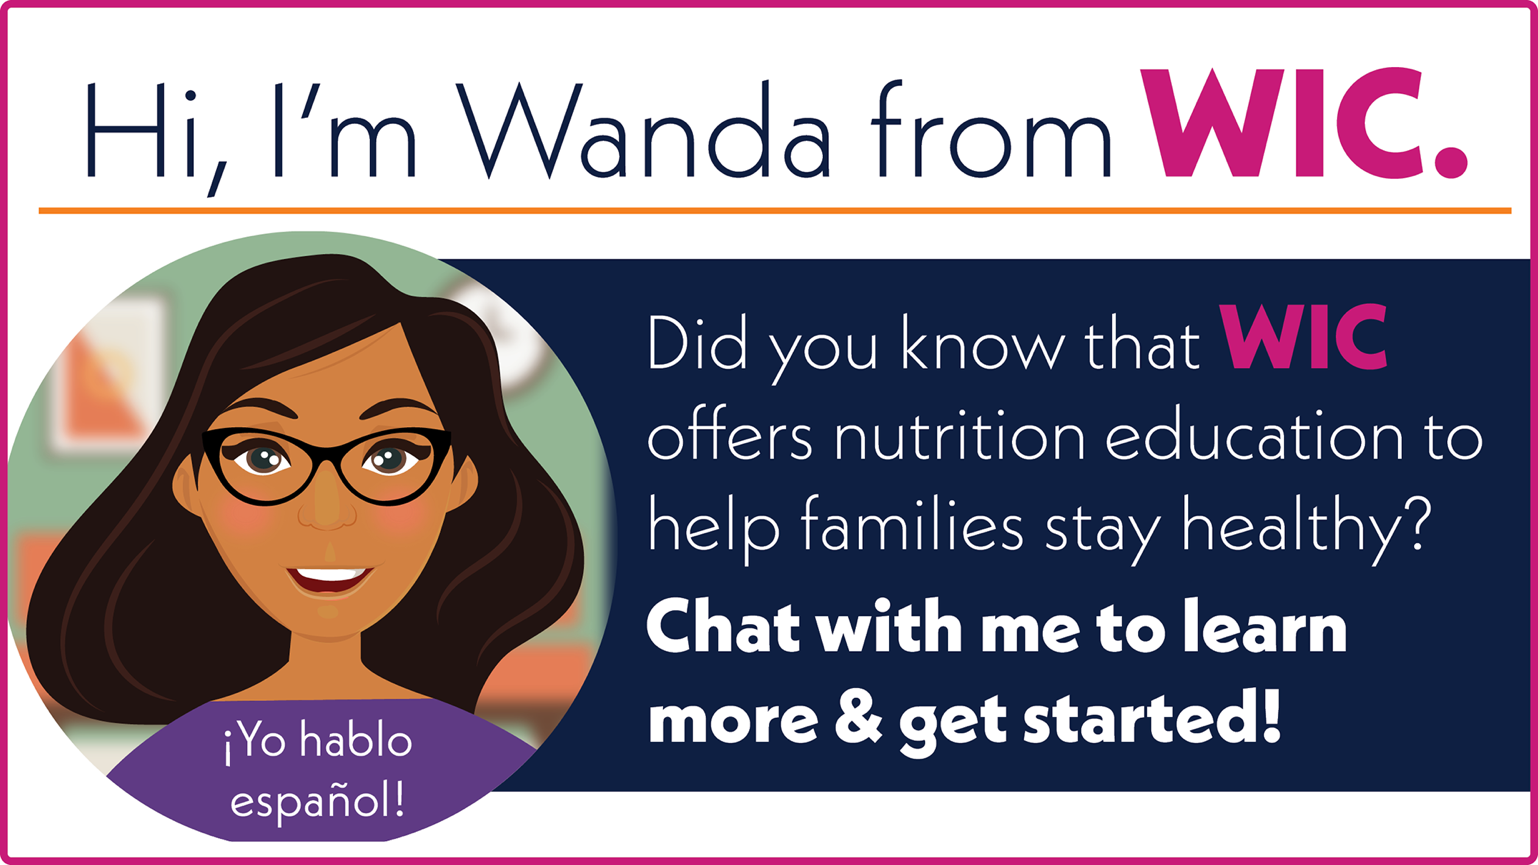 Hi, I'm Wanda from WIC.
Did you know that WIC
offers nutrition education to
help families stay healthy?
Chat with me to learn
more & get started!
¡Yo hablo
español!